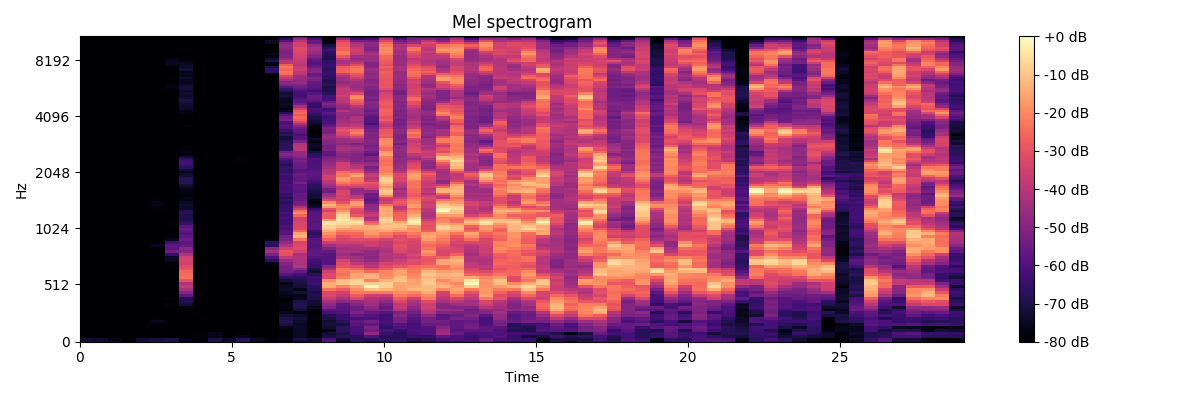 Mel spectrogram
Hz
8192
4096
2048
1024
512
0
0 5 10 15 20 25
Time
+0 dB
-10 dB
-20 dB
-30 dB
-40 dB
-50 dB
-60 dB
-70 dB
-80 dB